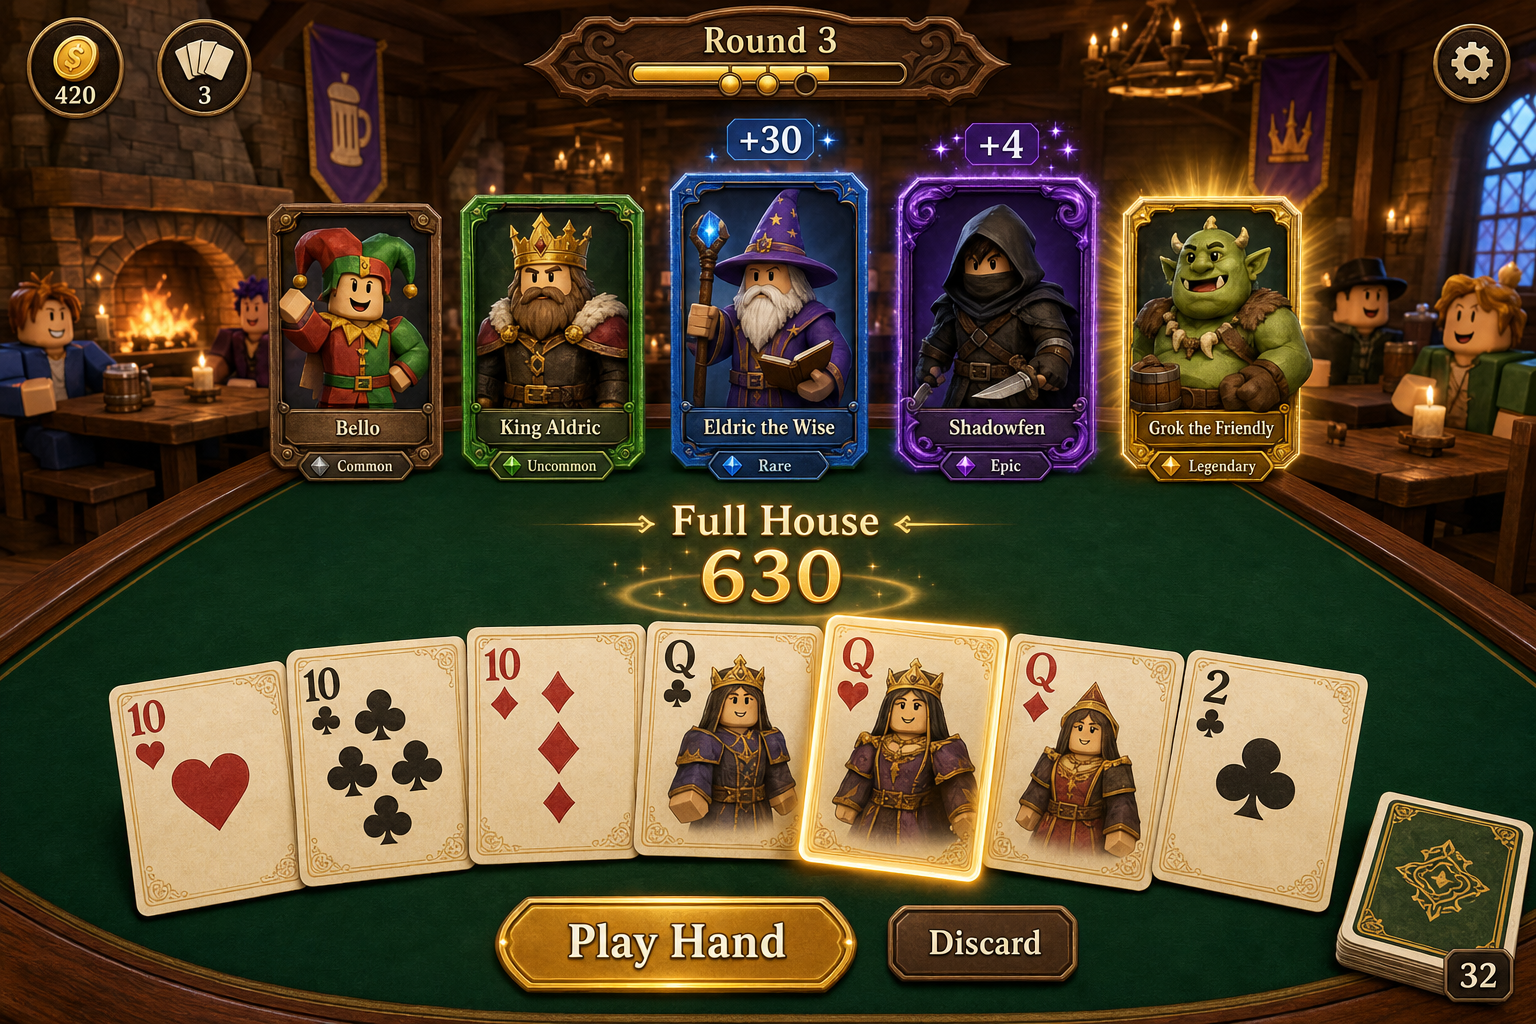 Round 3
420
3
+30
+4
Bello
Common
King Aldric
Uncommon
Eldric the Wise
Rare
Shadowfen
Epic
Grok the Friendly
Legendary
Full House
630
10
10
10
Q
Q
Q
2
Play Hand
Discard
32